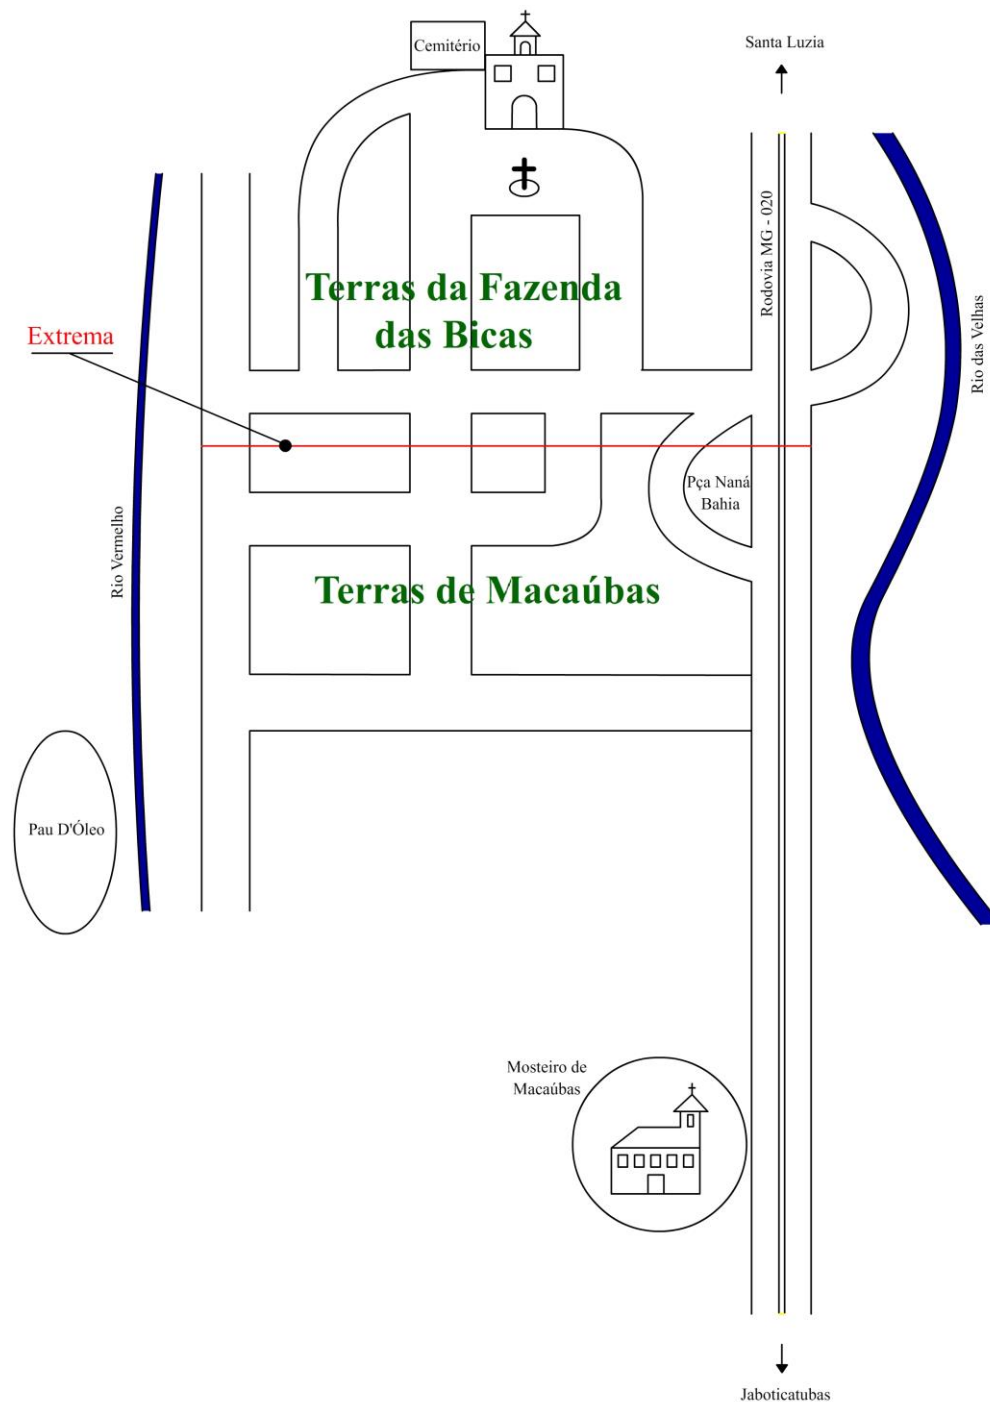 Cemitério
Santa Luzia
Rodovia MG - 020
Terras da Fazenda
das Bicas
Extrema
Rio das Velhas
Pça Naná
Bahia
Rio Vermelho
Terras de Macaúbas
Pau D'Óleo
Mosteiro de
Macaúbas
Jaboticatubas